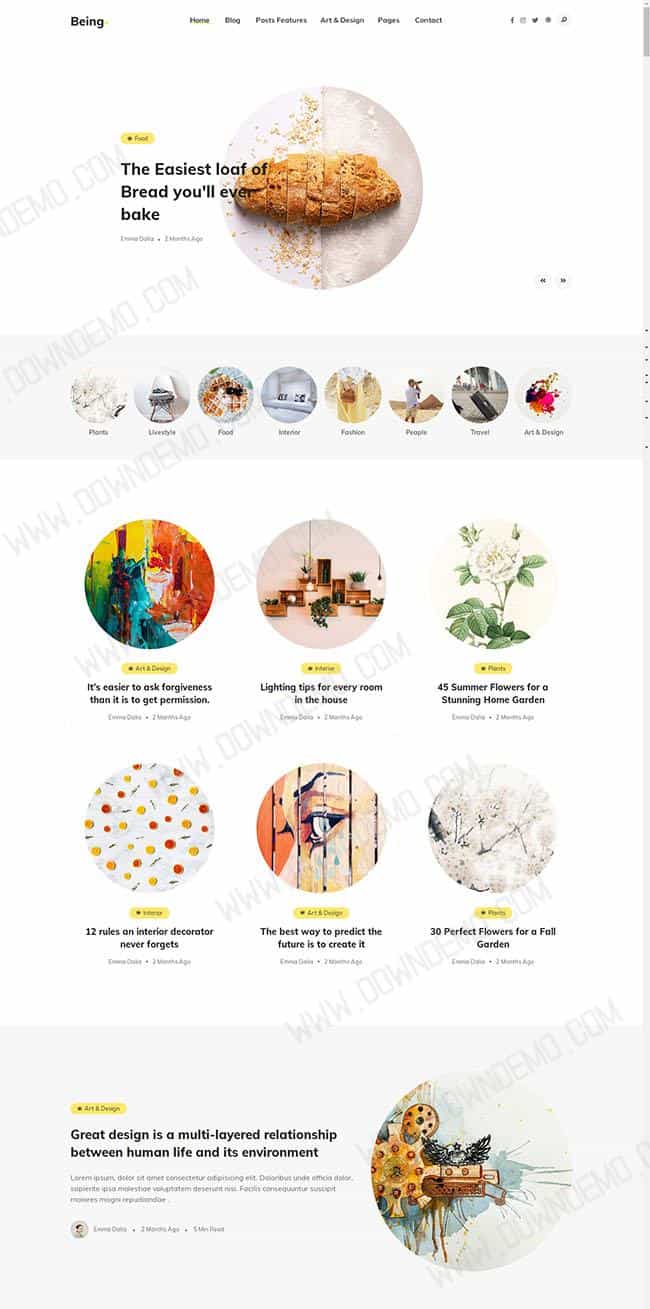 Being.
Home Blog Posts Features Art & Design Pages Contact
Food
The Easiest loaf of
Bread you'll ever
bake
Emma Dalia • 2 Months Ago
Plants Livestyle Food Interior Fashion People Travel Art & Design
Art & Design
It's easier to ask forgiveness
than it is to get permission.
Emma Dalia • 2 Months Ago
Interior
Lighting tips for every room
in the house
Emma Dalia • 2 Months Ago
Plants
45 Summer Flowers for a
Stunning Home Garden
Emma Dalia • 2 Months Ago
Interior
12 rules an interior decorator
never forgets
Emma Dalia • 2 Months Ago
Art & Design
The best way to predict the
future is to create it
Emma Dalia • 2 Months Ago
Plants
30 Perfect Flowers for a Fall
Garden
Emma Dalia • 2 Months Ago
Art & Design
Great design is a multi-layered relationship
between human life and its environment
Lorem ipsum, dolor sit amet consectetur adipisicing elit. Doloribus unde officia dolor,
sapiente ipsa molestiae voluptatem deserunt nisi. Facilis consequuntur suscipit
maiores magni repudiandae .
Emma Dalia • 2 Months Ago • 5 Min Read
WWW.DOWNDEMO.COM